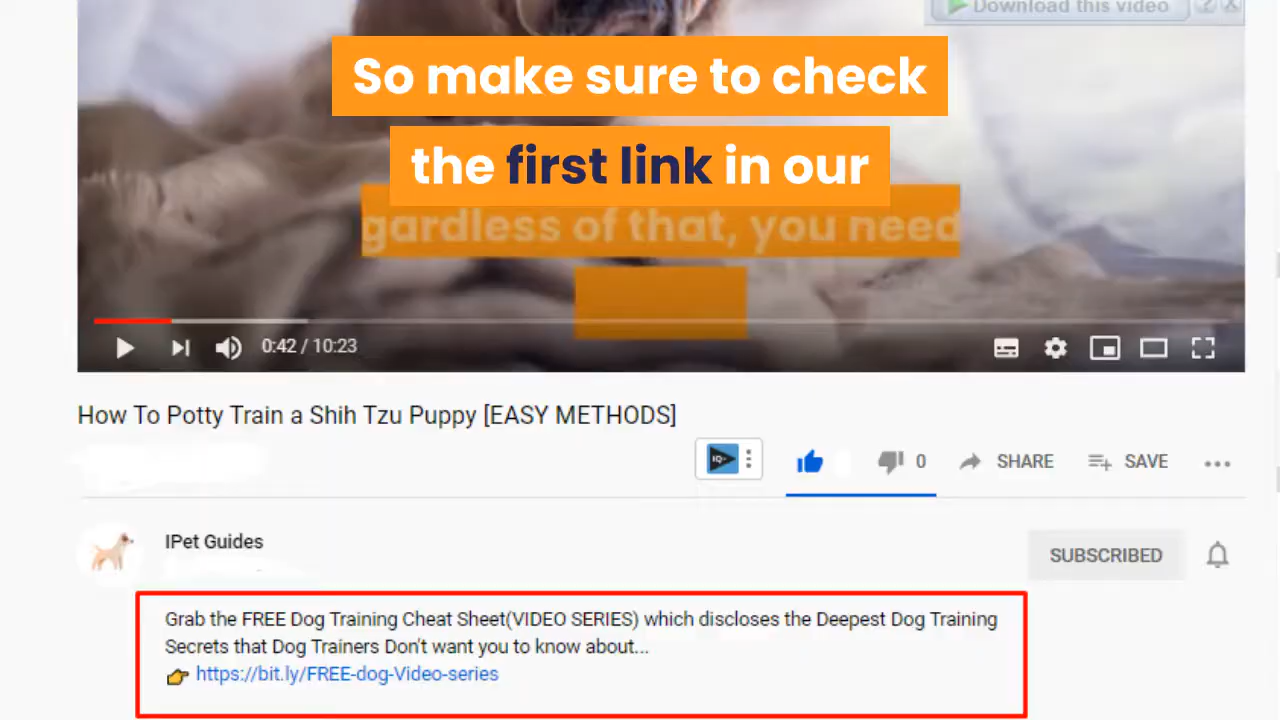 Download this video
So make sure to check
the first link in our
gardless of that, you need
0:42 / 10:23
How To Potty Train a Shih Tzu Puppy [EASY METHODS]
IQ
0
SHARE
SAVE
IPet Guides
SUBSCRIBED
Grab the FREE Dog Training Cheat Sheet(VIDEO SERIES) which discloses the Deepest Dog Training
Secrets that Dog Trainers Don't want you to know about...
https://bit.ly/FREE-dog-Video-series